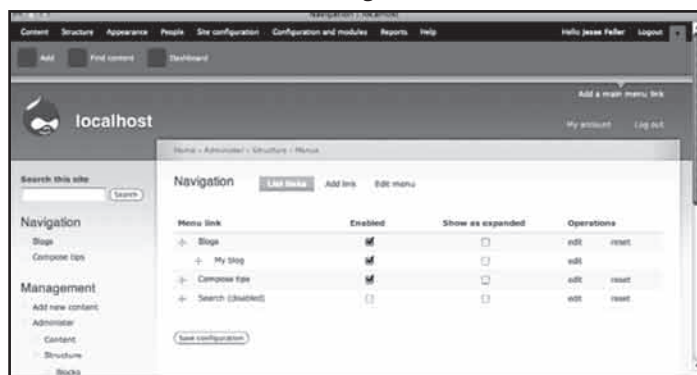 Navigation | localhost
Content Structure Appearance People Site configuration Configuration and modules Reports Help Hello Jesse Feiler Logout
Add Find content Dashboard
Add a main menu link
localhost
My account Log out
Home » Administer » Structure » Menus
Search this site
Search
Navigation List links Add link Edit menu
Navigation
Blogs
Compose tips
Menu link Enabled Show as expanded Operations
Blogs edit reset
My blog edit
Compose tips edit reset
Search (disabled) edit reset
Save configuration
Management
Add new content
Administer
Content
Structure
Blocks